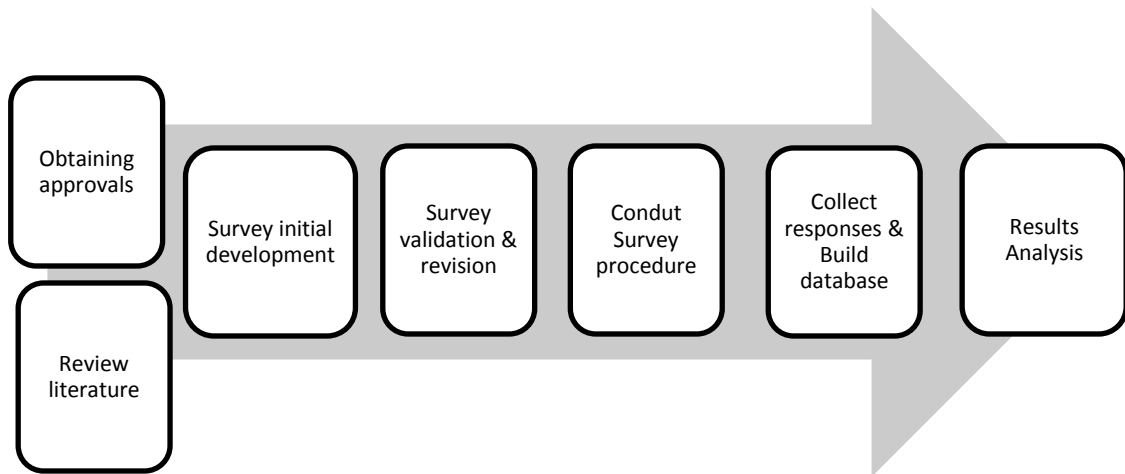 Obtaining
approvals
Review
literature
Survey initial
development
Survey
validation &
revision
Condut
Survey
procedure
Collect
responses &
Build
database
Results
Analysis